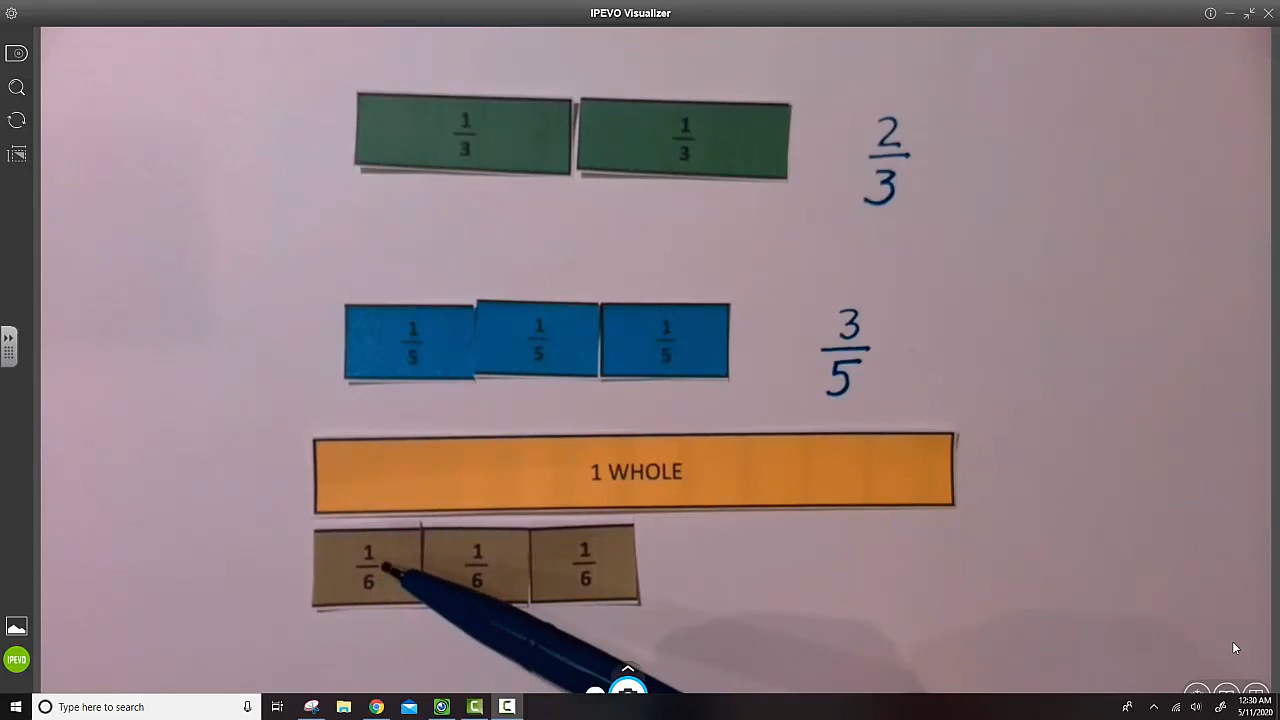 IPEVO Visualizer
1/3 1/3 2/3
1/5 1/5 1/5 3/5
1 WHOLE
1/6 1/6 1/6
IPEVO
Type here to search
12:30 AM
5/11/2020